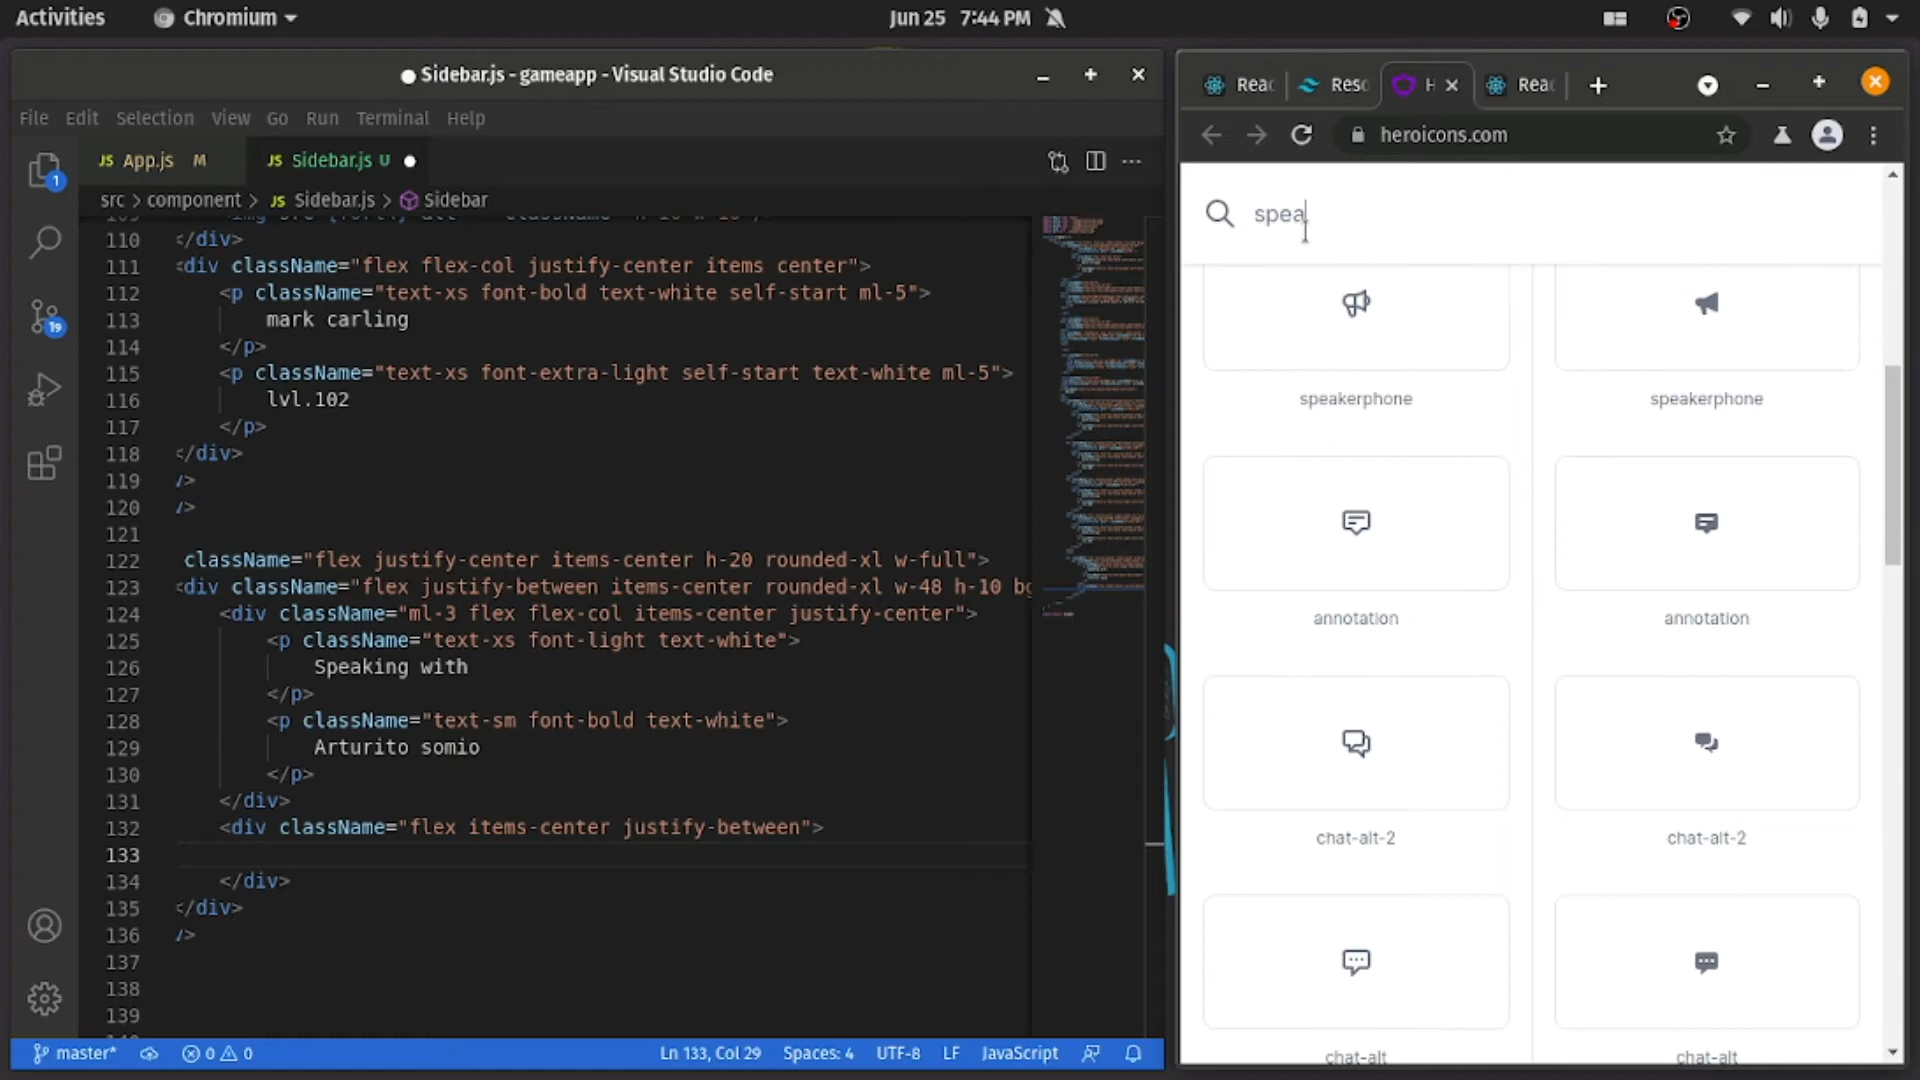 Activities
Chromium
Jun 25 7:44 PM
Sidebar.js - gameapp - Visual Studio Code
File Edit Selection View Go Run Terminal Help
JS App.js M
JS Sidebar.js U
src > component > JS Sidebar.js > Sidebar
110 </div>
111 <div className="flex flex-col justify-center items center">
112 <p className="text-xs font-bold text-white self-start ml-5">
113 mark carling
114 </p>
115 <p className="text-xs font-extra-light self-start text-white ml-5">
116 lvl.102
117 </p>
118 </div>
119 />
120 />
121
122 className="flex justify-center items-center h-20 rounded-xl w-full">
123 <div className="flex justify-between items-center rounded-xl w-48 h-10 bg
124 <div className="ml-3 flex flex-col items-center justify-center">
125 <p className="text-xs font-light text-white">
126 Speaking with
127 </p>
128 <p className="text-sm font-bold text-white">
129 Arturito somio
130 </p>
131 </div>
132 <div className="flex items-center justify-between">
133
134 </div>
135 </div>
136 />
137
138
139
1
19
master* 0 0 Ln 133, Col 29 Spaces: 4 UTF-8 LF JavaScript
Reac
Reso
H
Reac
heroicons.com
spea
speakerphone speakerphone
annotation annotation
chat-alt-2 chat-alt-2
chat-alt chat-alt